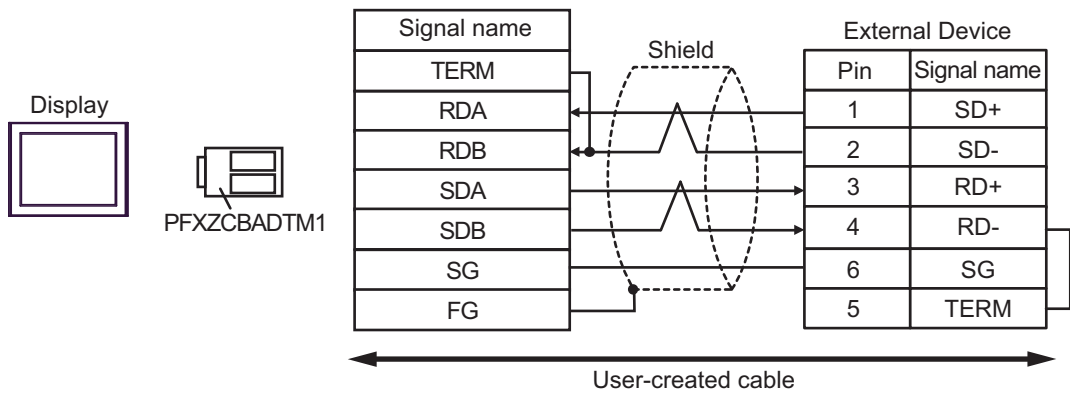 Display
PFXZCBADTM1
Signal name
TERM
RDA
RDB
SDA
SDB
SG
FG
Shield
External Device
Pin Signal name
1 SD+
2 SD-
3 RD+
4 RD-
6 SG
5 TERM
User-created cable